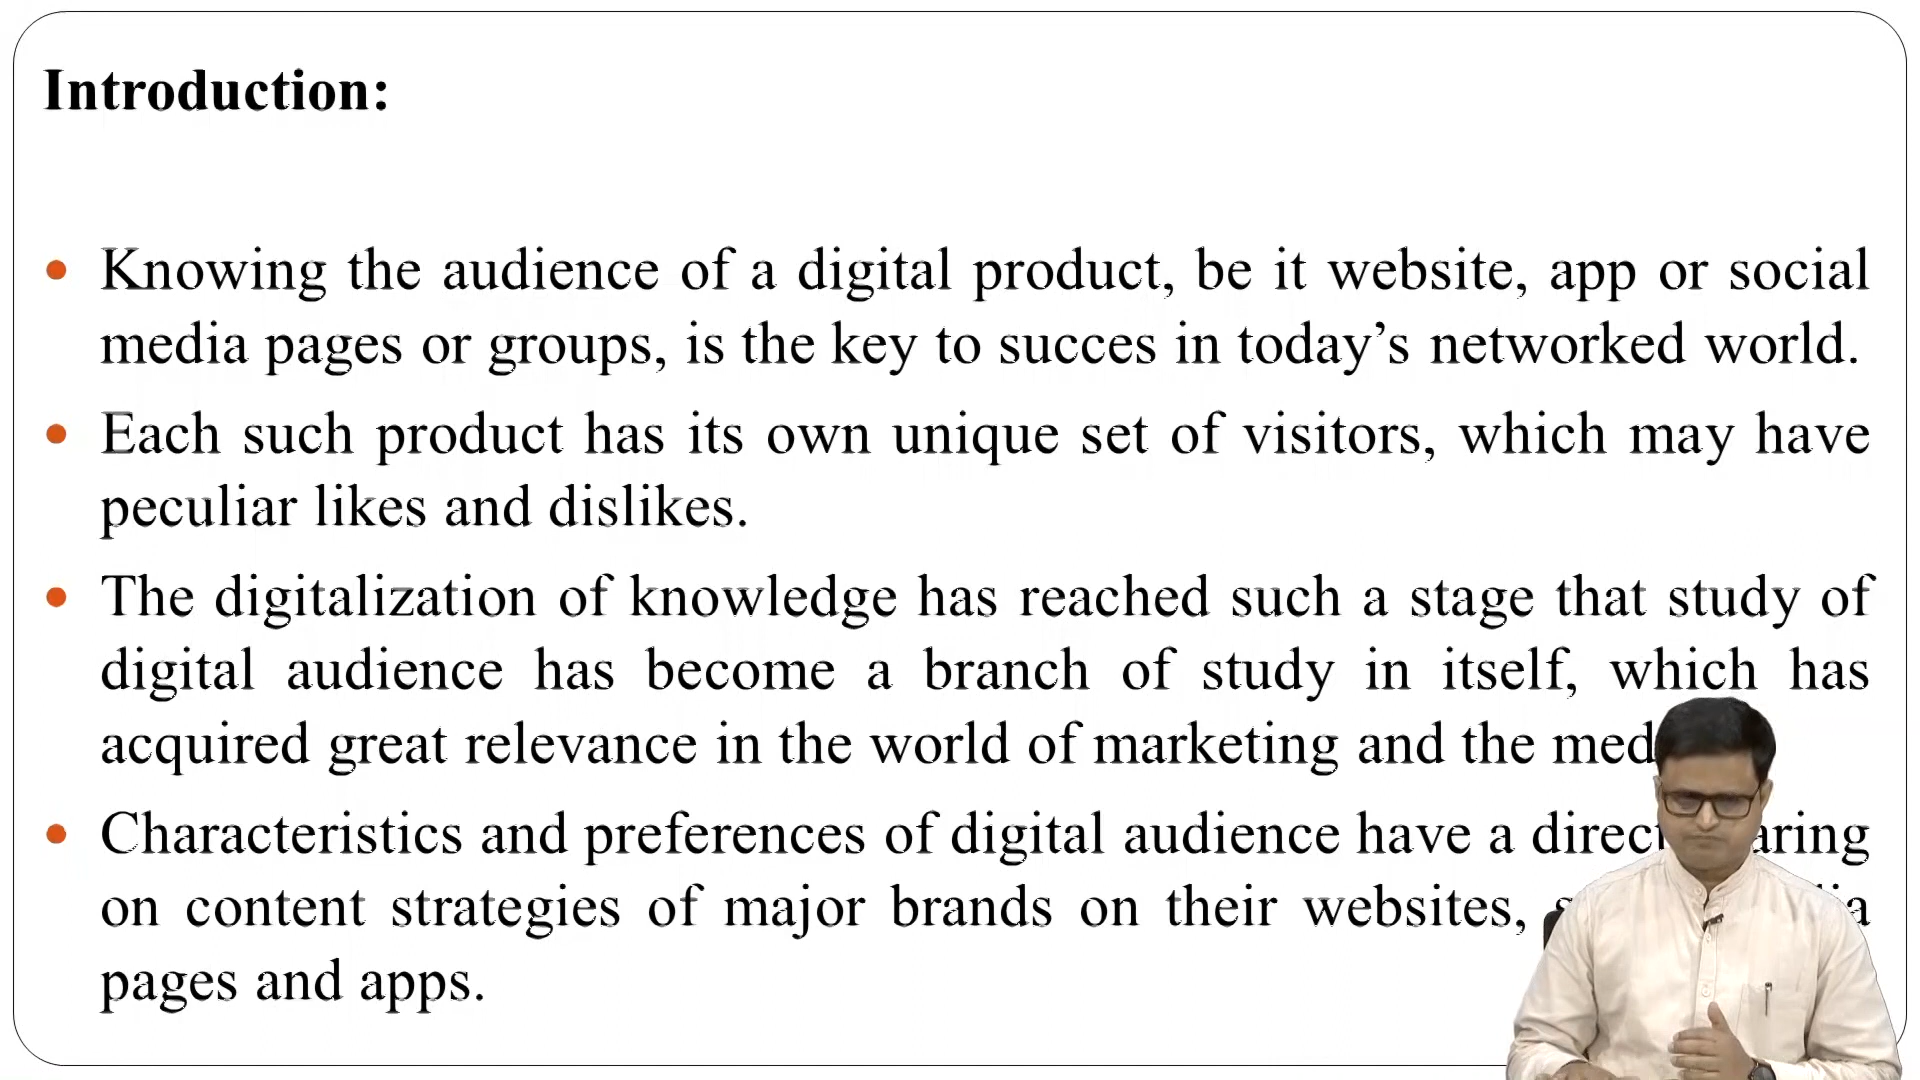 Introduction:
• Knowing the audience of a digital product, be it website, app or social
media pages or groups, is the key to succes in today’s networked world.
• Each such product has its own unique set of visitors, which may have
peculiar likes and dislikes.
• The digitalization of knowledge has reached such a stage that study of
digital audience has become a branch of study in itself, which has
acquired great relevance in the world of marketing and the
• Characteristics and preferences of digital audience have a
on content strategies of major brands on their websites,
pages and apps.